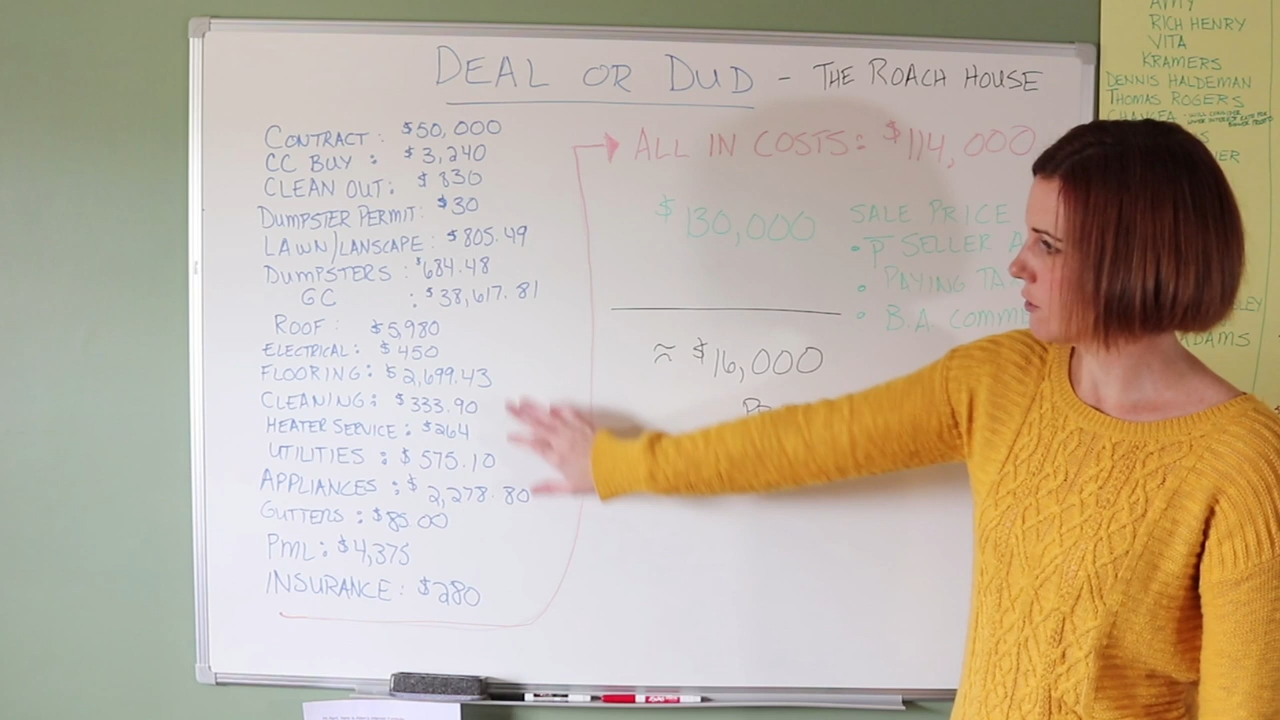 DEAL OR DUD - THE ROACH HOUSE
CONTRACT: $50,000
CC BUY: $3,240
CLEAN OUT: $830
DUMPSTER PERMIT: $30
LAWN/LANSCAPE: $805.49
DUMPSTERS: $684.48
GC: $38,617.81
ROOF: $5,980
ELECTRICAL: $450
FLOORING: $2,699.43
CLEANING: $333.90
HEATER SERVICE: $264
UTILITIES: $575.10
APPLIANCES: $2,278.80
GUTTERS: $85.00
PML: $4,375
INSURANCE: $280
ALL IN COSTS: $114,000
$130,000
SALE PRICE
SELLER
PAYING
B.A.
≈ $16,000
AMY
RICH HENRY
VITA
KRAMERS
DENNIS HALDEMAN
THOMAS ROGERS
ADAMS